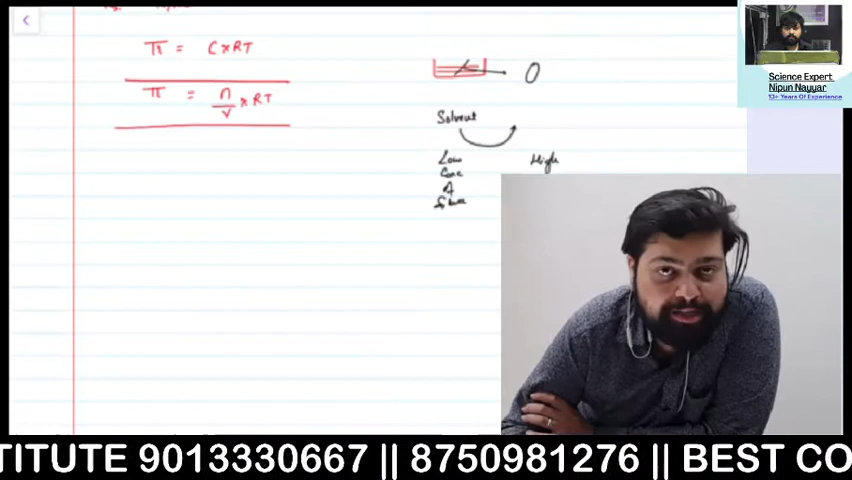 π = C×RT
π = n/V × RT
Solvent
Low
High
Conc
of
Science Expert
Nipun Nayyar
13+ Years Of Experience
TITUTE 9013330667 || 8750981276 || BEST CO